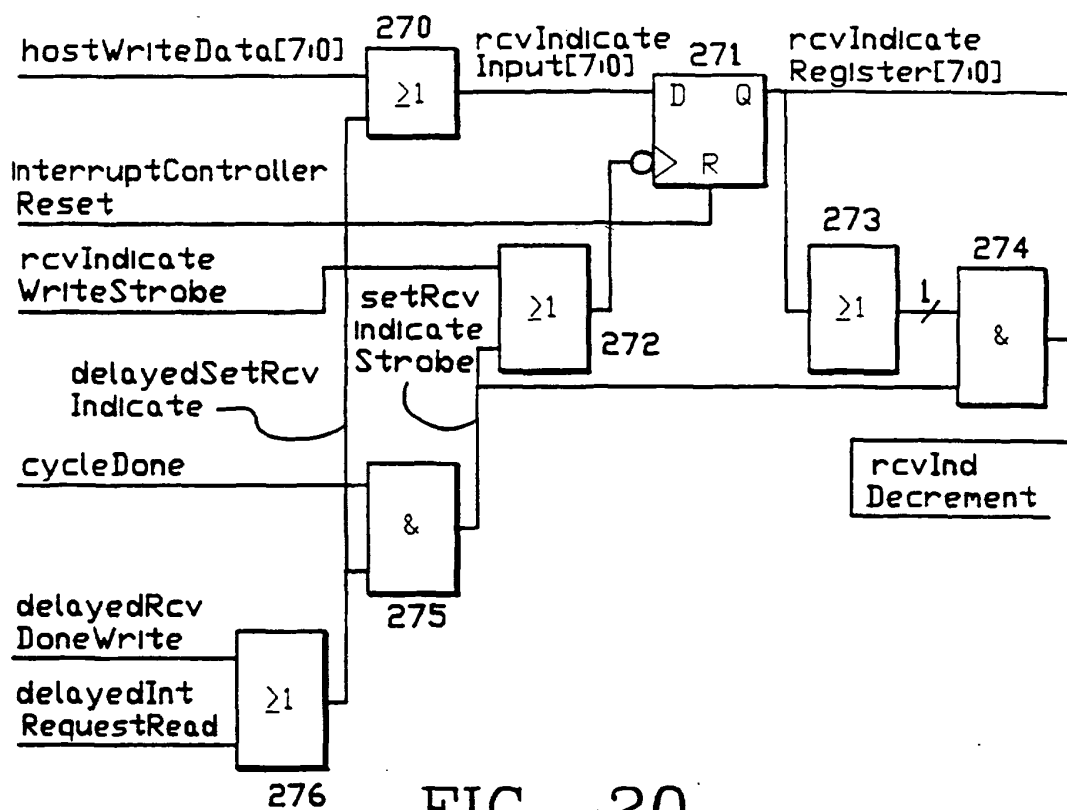 270
hostWriteData[7:0]
≥1
rcvIndicate
Input[7:0]
271
D Q
R
rcvIndicate
Register[7:0]
InterruptController
Reset
rcvIndicate
WriteStrobe
setRcv
Indicate
Strobe
≥1
272
273
≥1
1
274
&
delayedSetRcv
Indicate
cycleDone
&
275
rcvInd
Decrement
delayedRcv
DoneWrite
delayedInt
RequestRead
≥1
276
FIG. 20